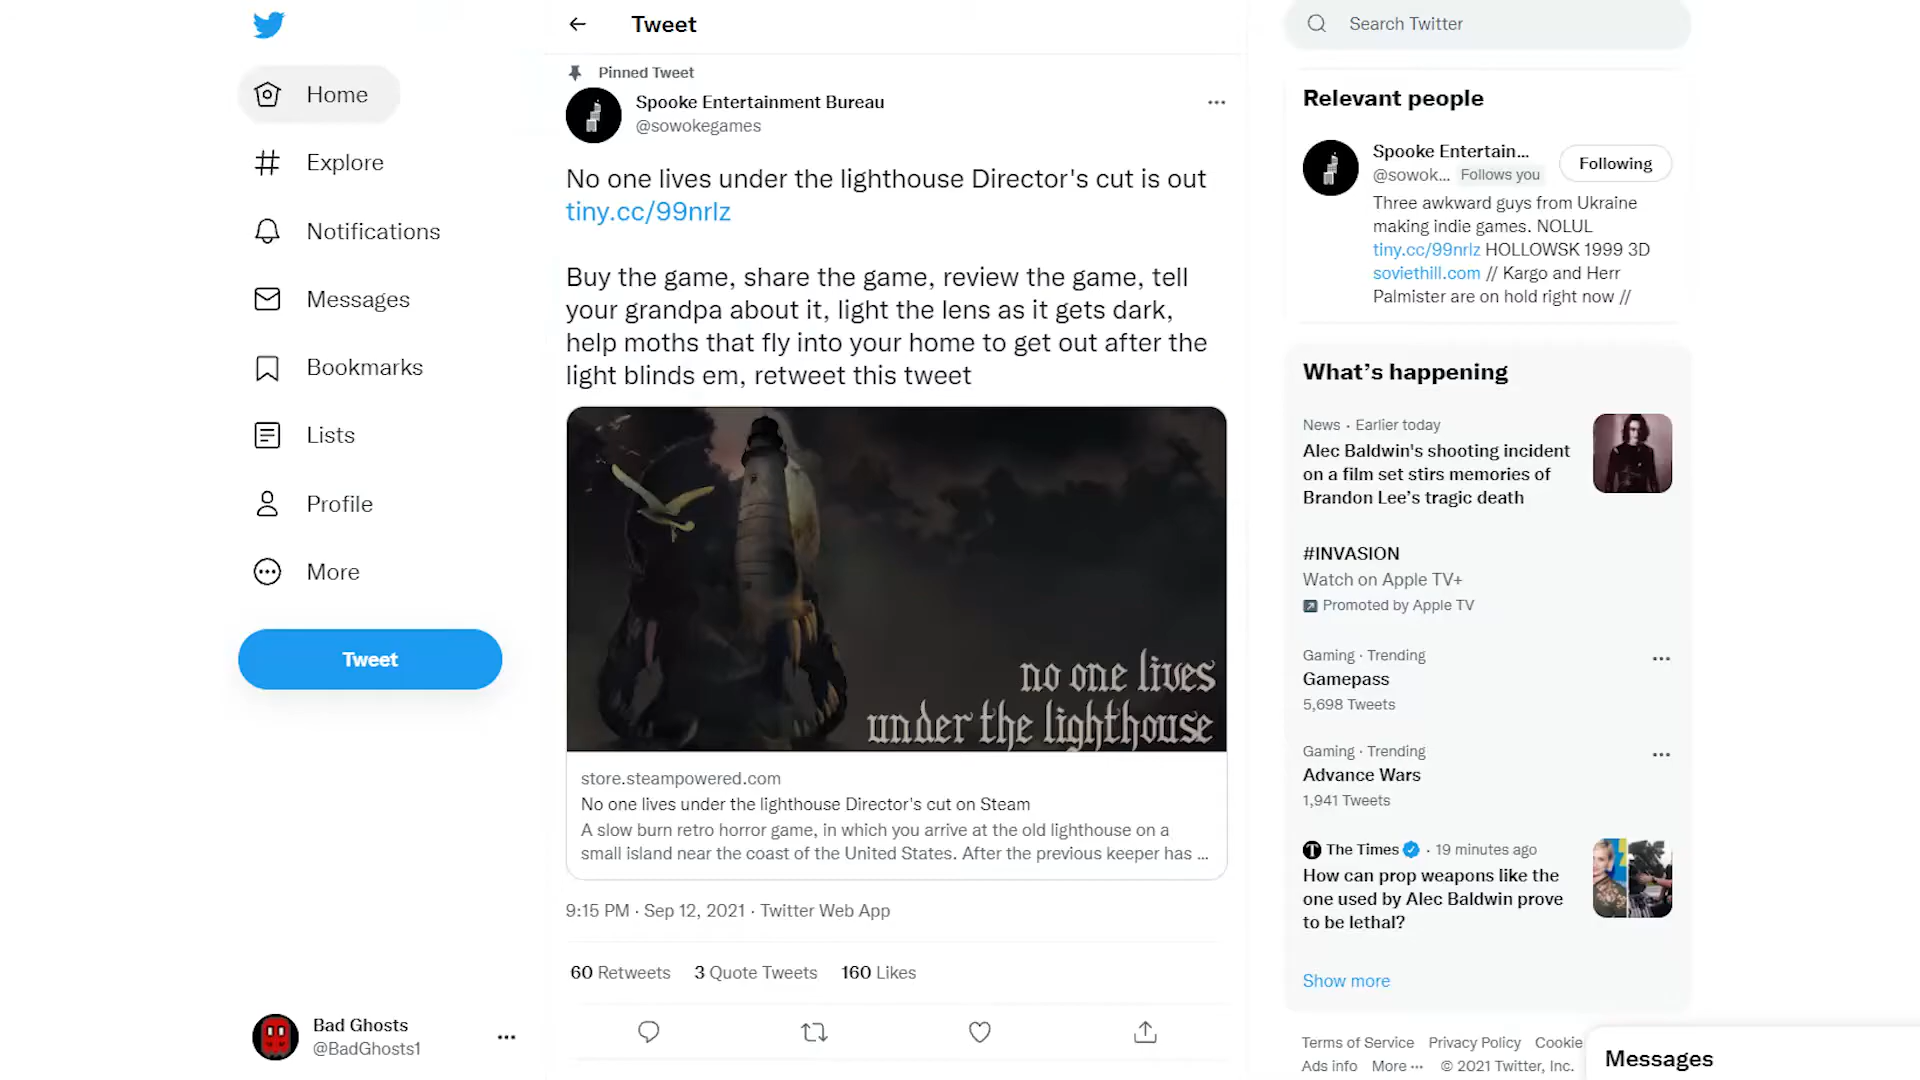 Home
Explore
Notifications
Messages
Bookmarks
Lists
Profile
More
Tweet
Bad Ghosts
@BadGhosts1
Tweet
Pinned Tweet
Spooke Entertainment Bureau
@sowokegames
No one lives under the lighthouse Director's cut is out
tiny.cc/99nrlz
Buy the game, share the game, review the game, tell
your grandpa about it, light the lens as it gets dark,
help moths that fly into your home to get out after the
light blinds em, retweet this tweet
no one lives
under the lighthouse
store.steampowered.com
No one lives under the lighthouse Director's cut on Steam
A slow burn retro horror game, in which you arrive at the old lighthouse on a
small island near the coast of the United States. After the previous keeper has ...
9:15 PM · Sep 12, 2021 · Twitter Web App
60 Retweets 3 Quote Tweets 160 Likes
Search Twitter
Relevant people
Spooke Entertain...
@sowok... Follows you
Following
Three awkward guys from Ukraine
making indie games. NOLUL
tiny.cc/99nrlz HOLLOWSK 1999 3D
soviethill.com // Kargo and Herr
Palmister are on hold right now //
What’s happening
News · Earlier today
Alec Baldwin's shooting incident
on a film set stirs memories of
Brandon Lee’s tragic death
#INVASION
Watch on Apple TV+
Promoted by Apple TV
Gaming · Trending
Gamepass
5,698 Tweets
Gaming · Trending
Advance Wars
1,941 Tweets
The Times · 19 minutes ago
How can prop weapons like the
one used by Alec Baldwin prove
to be lethal?
Show more
Terms of Service Privacy Policy Cookie
Ads info More ··· © 2021 Twitter, Inc.
Messages